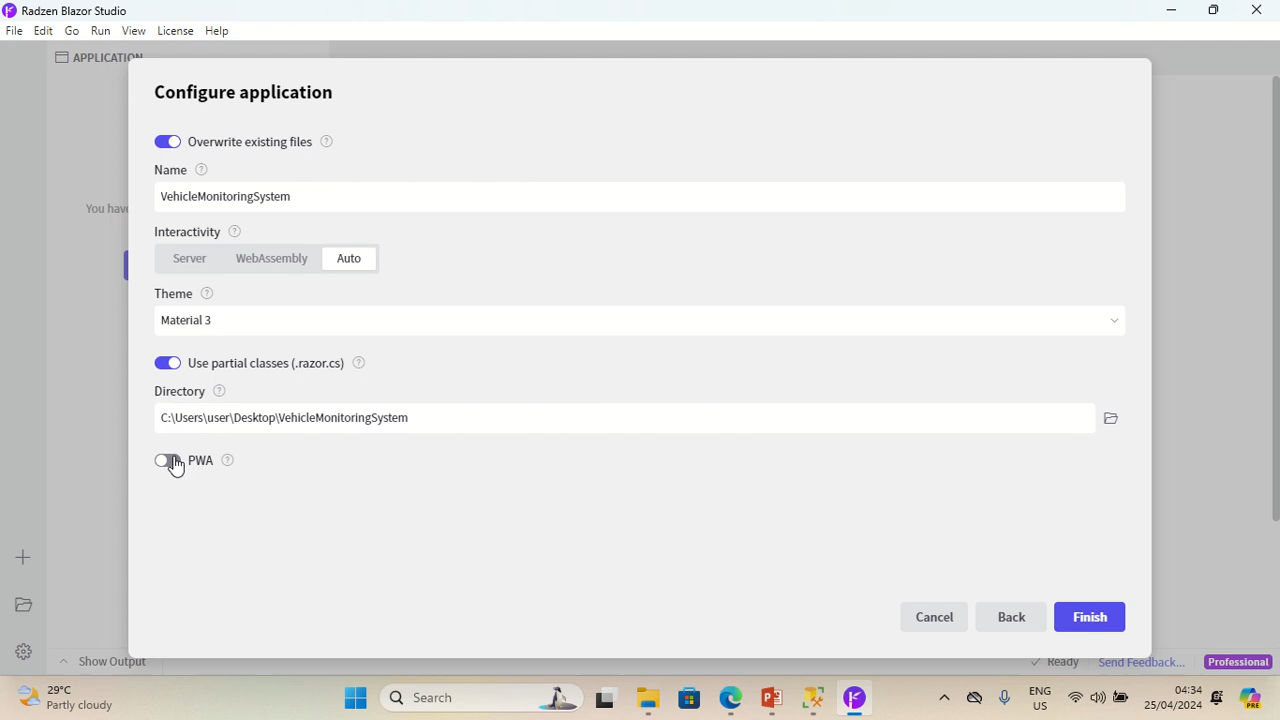 Radzen Blazor Studio
File Edit Go Run View License Help
APPLICATION
Configure application
Overwrite existing files ?
Name ?
VehicleMonitoringSystem
You have
Interactivity ?
Server WebAssembly Auto
Theme ?
Material 3
Use partial classes (.razor.cs) ?
Directory ?
C:\Users\user\Desktop\VehicleMonitoringSystem
PWA ?
Cancel Back Finish
Show Output Ready Send Feedback... Professional
29°C
Partly cloudy
Search
ENG
US
04:34
25/04/2024
PRE